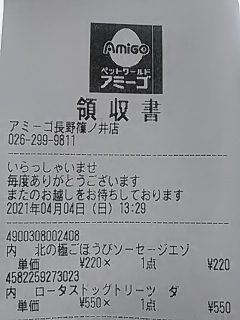 AMIGO
ペットワールド
アミーゴ
領収書
アミーゴ長野篠ノ井店
026-299-9811
いらっしゃいませ
毎度ありがとうございます
またのお越しをお待ちしております
2021年04月04日(日)13:29
4900308002408
内 北の極ごほうびソーセージエゾ
単価 ¥220× 1点 ¥220
4582259273023
内 ロータスドッグトリーツ ダ
単価 ¥550× 1点 ¥550